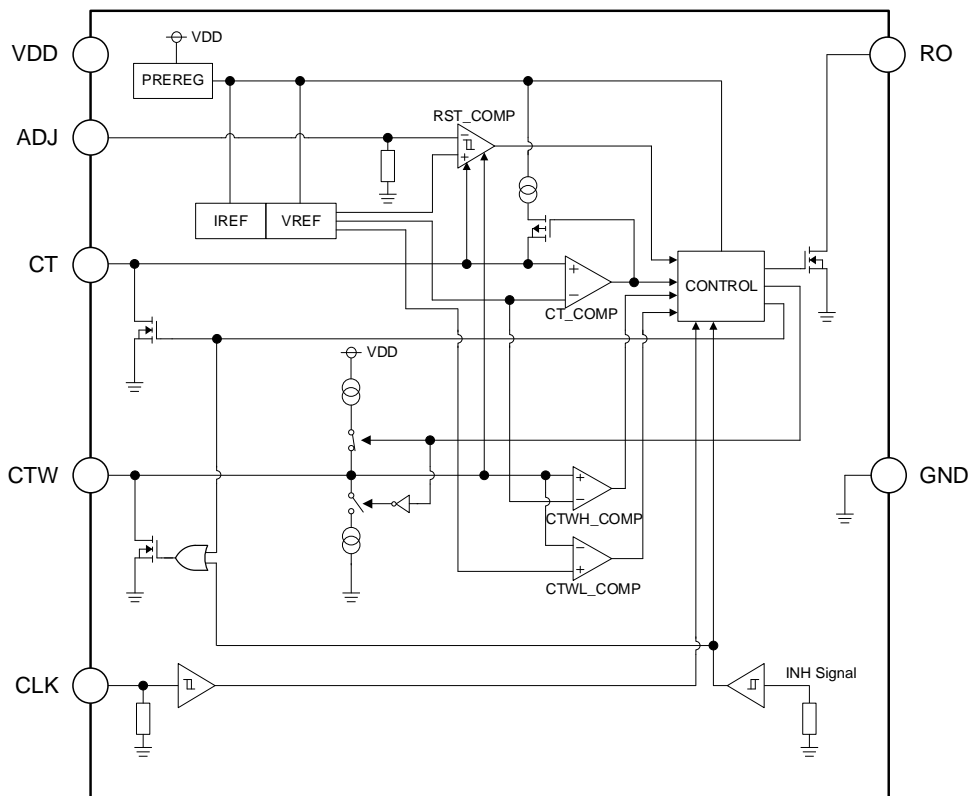 VDD
VDD
RO
PREREG
RST_COMP
ADJ
−
+
IREF
VREF
CT
+
−
CONTROL
CT_COMP
VDD
CTW
+
−
GND
CTWH_COMP
−
+
CTWL_COMP
CLK
INH Signal